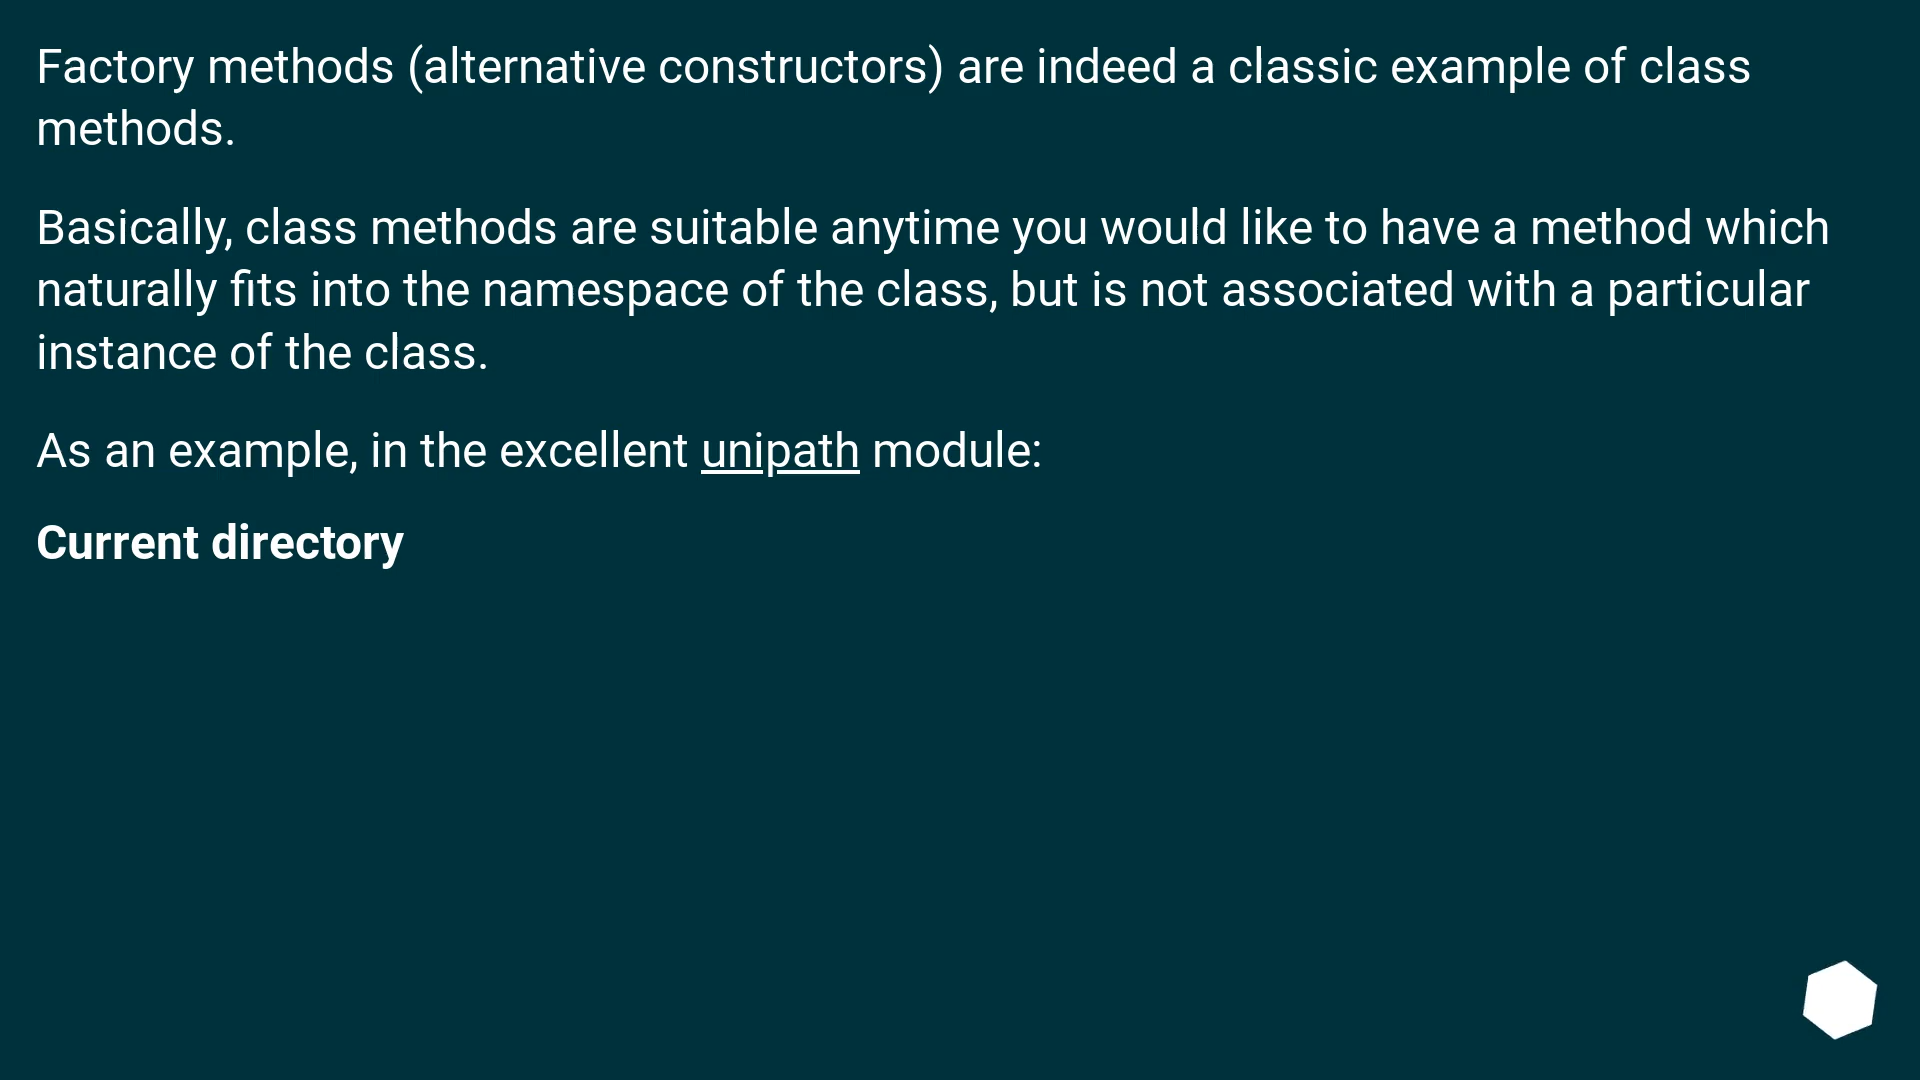 Factory methods (alternative constructors) are indeed a classic example of class
methods.
Basically, class methods are suitable anytime you would like to have a method which
naturally fits into the namespace of the class, but is not associated with a particular
instance of the class.
As an example, in the excellent unipath module:
Current directory